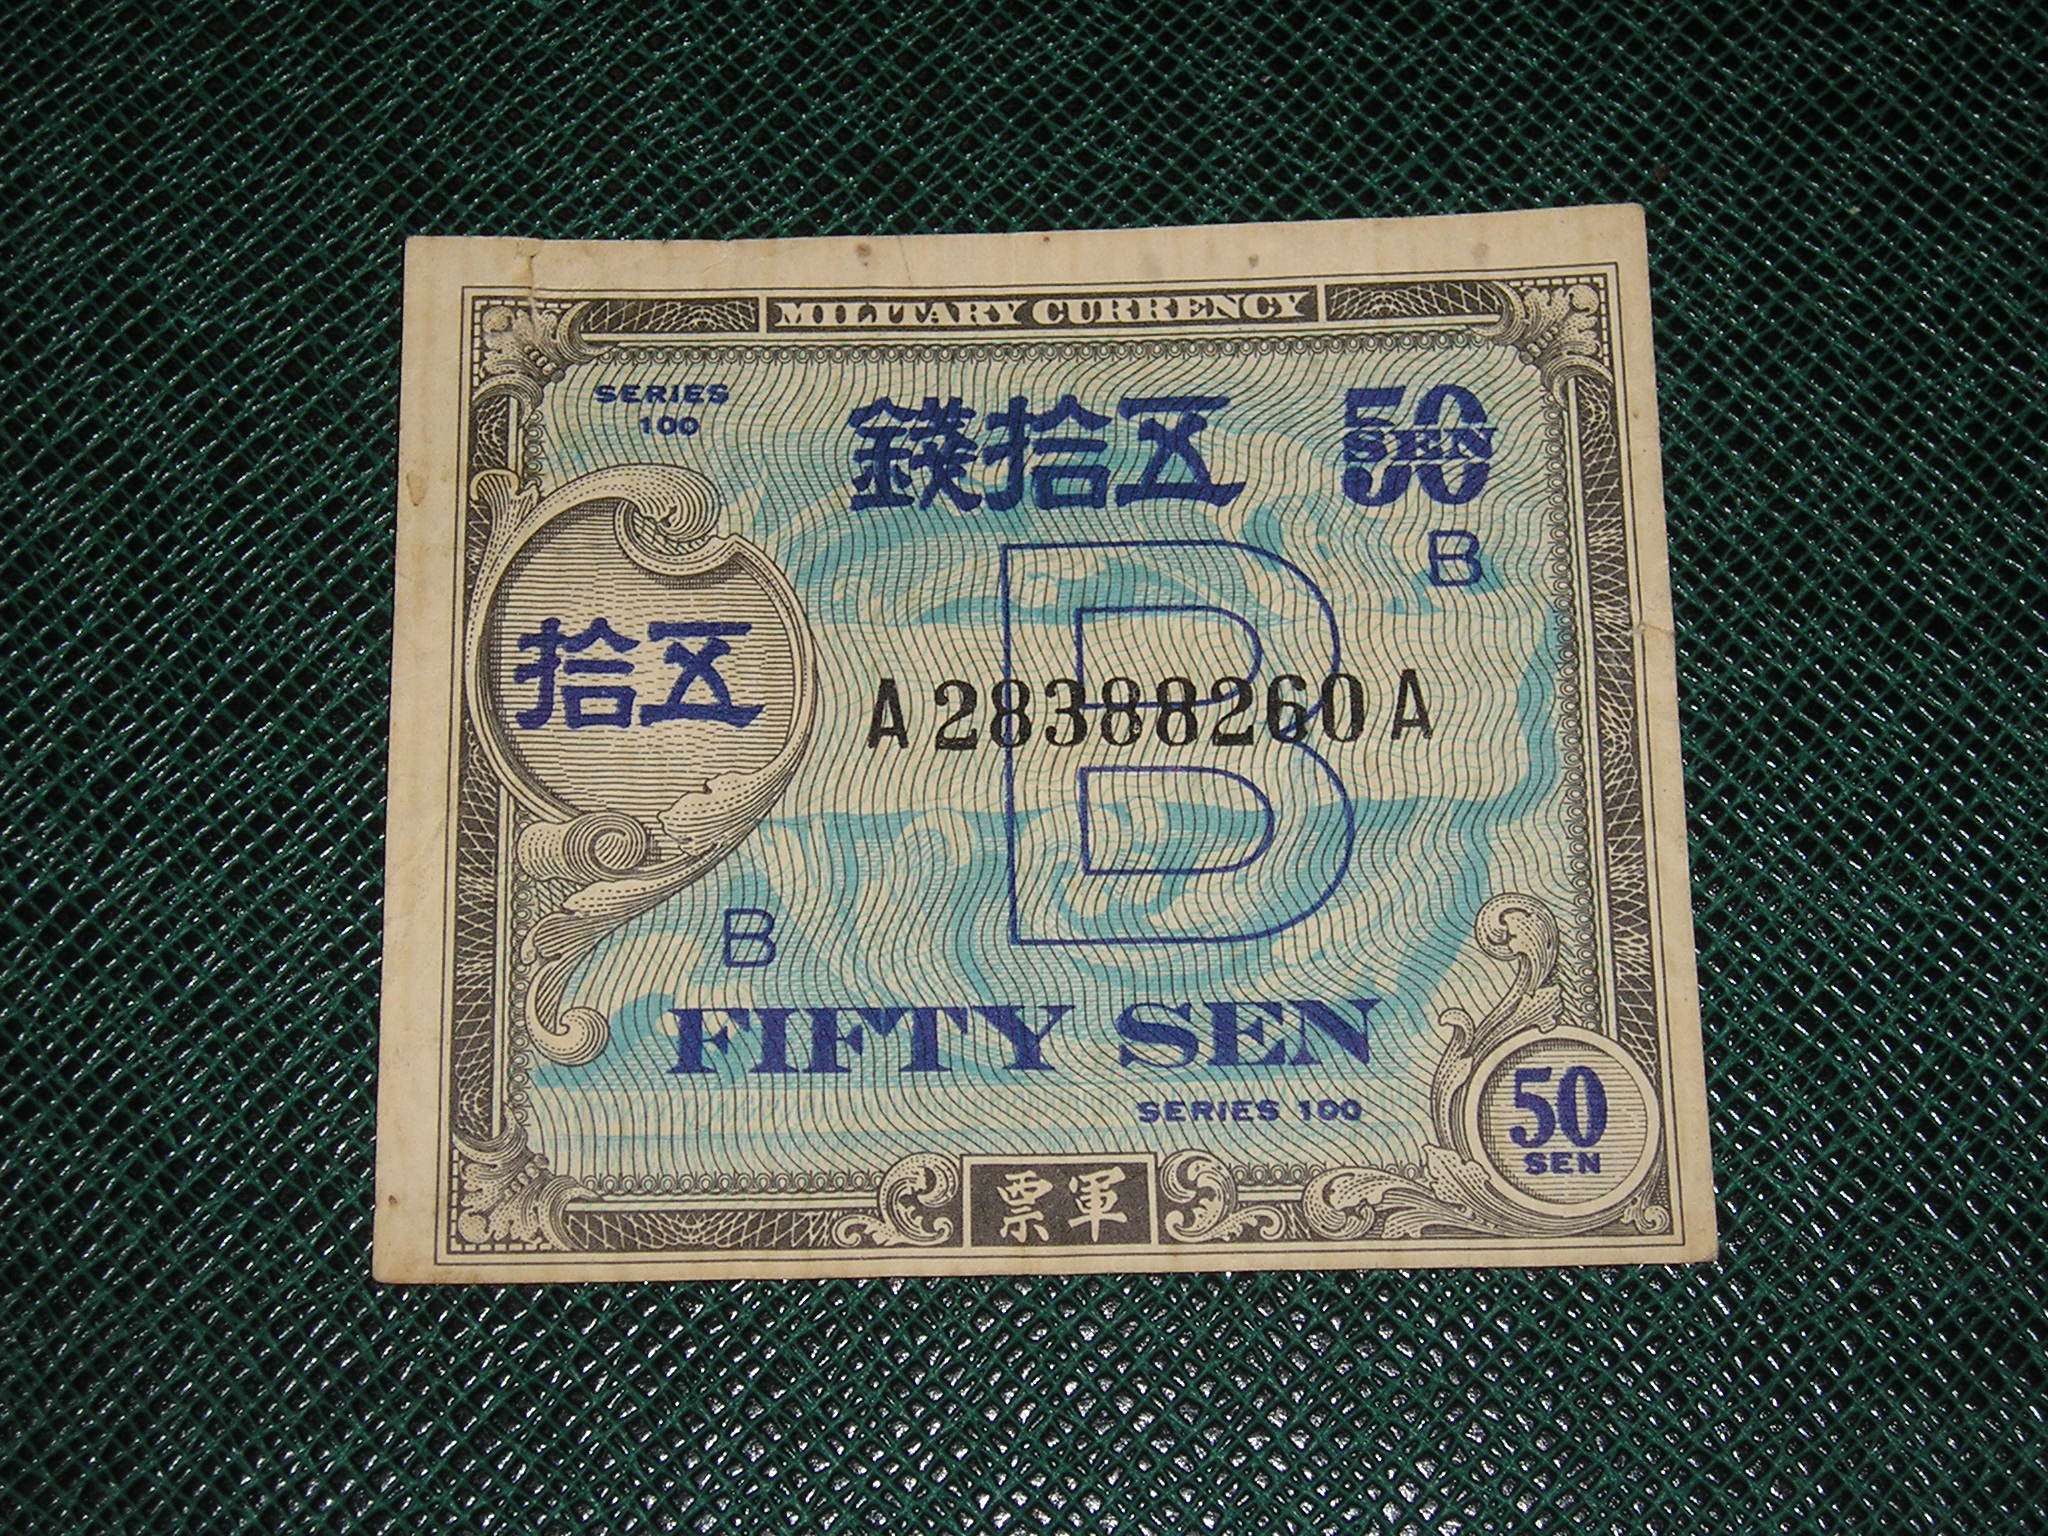 MILITARY CURRENCY
SERIES
100
錢拾五
50
SEN
B
拾五
B
A28388260A
B
FIFTY SEN
SERIES 100
50
SEN
票軍